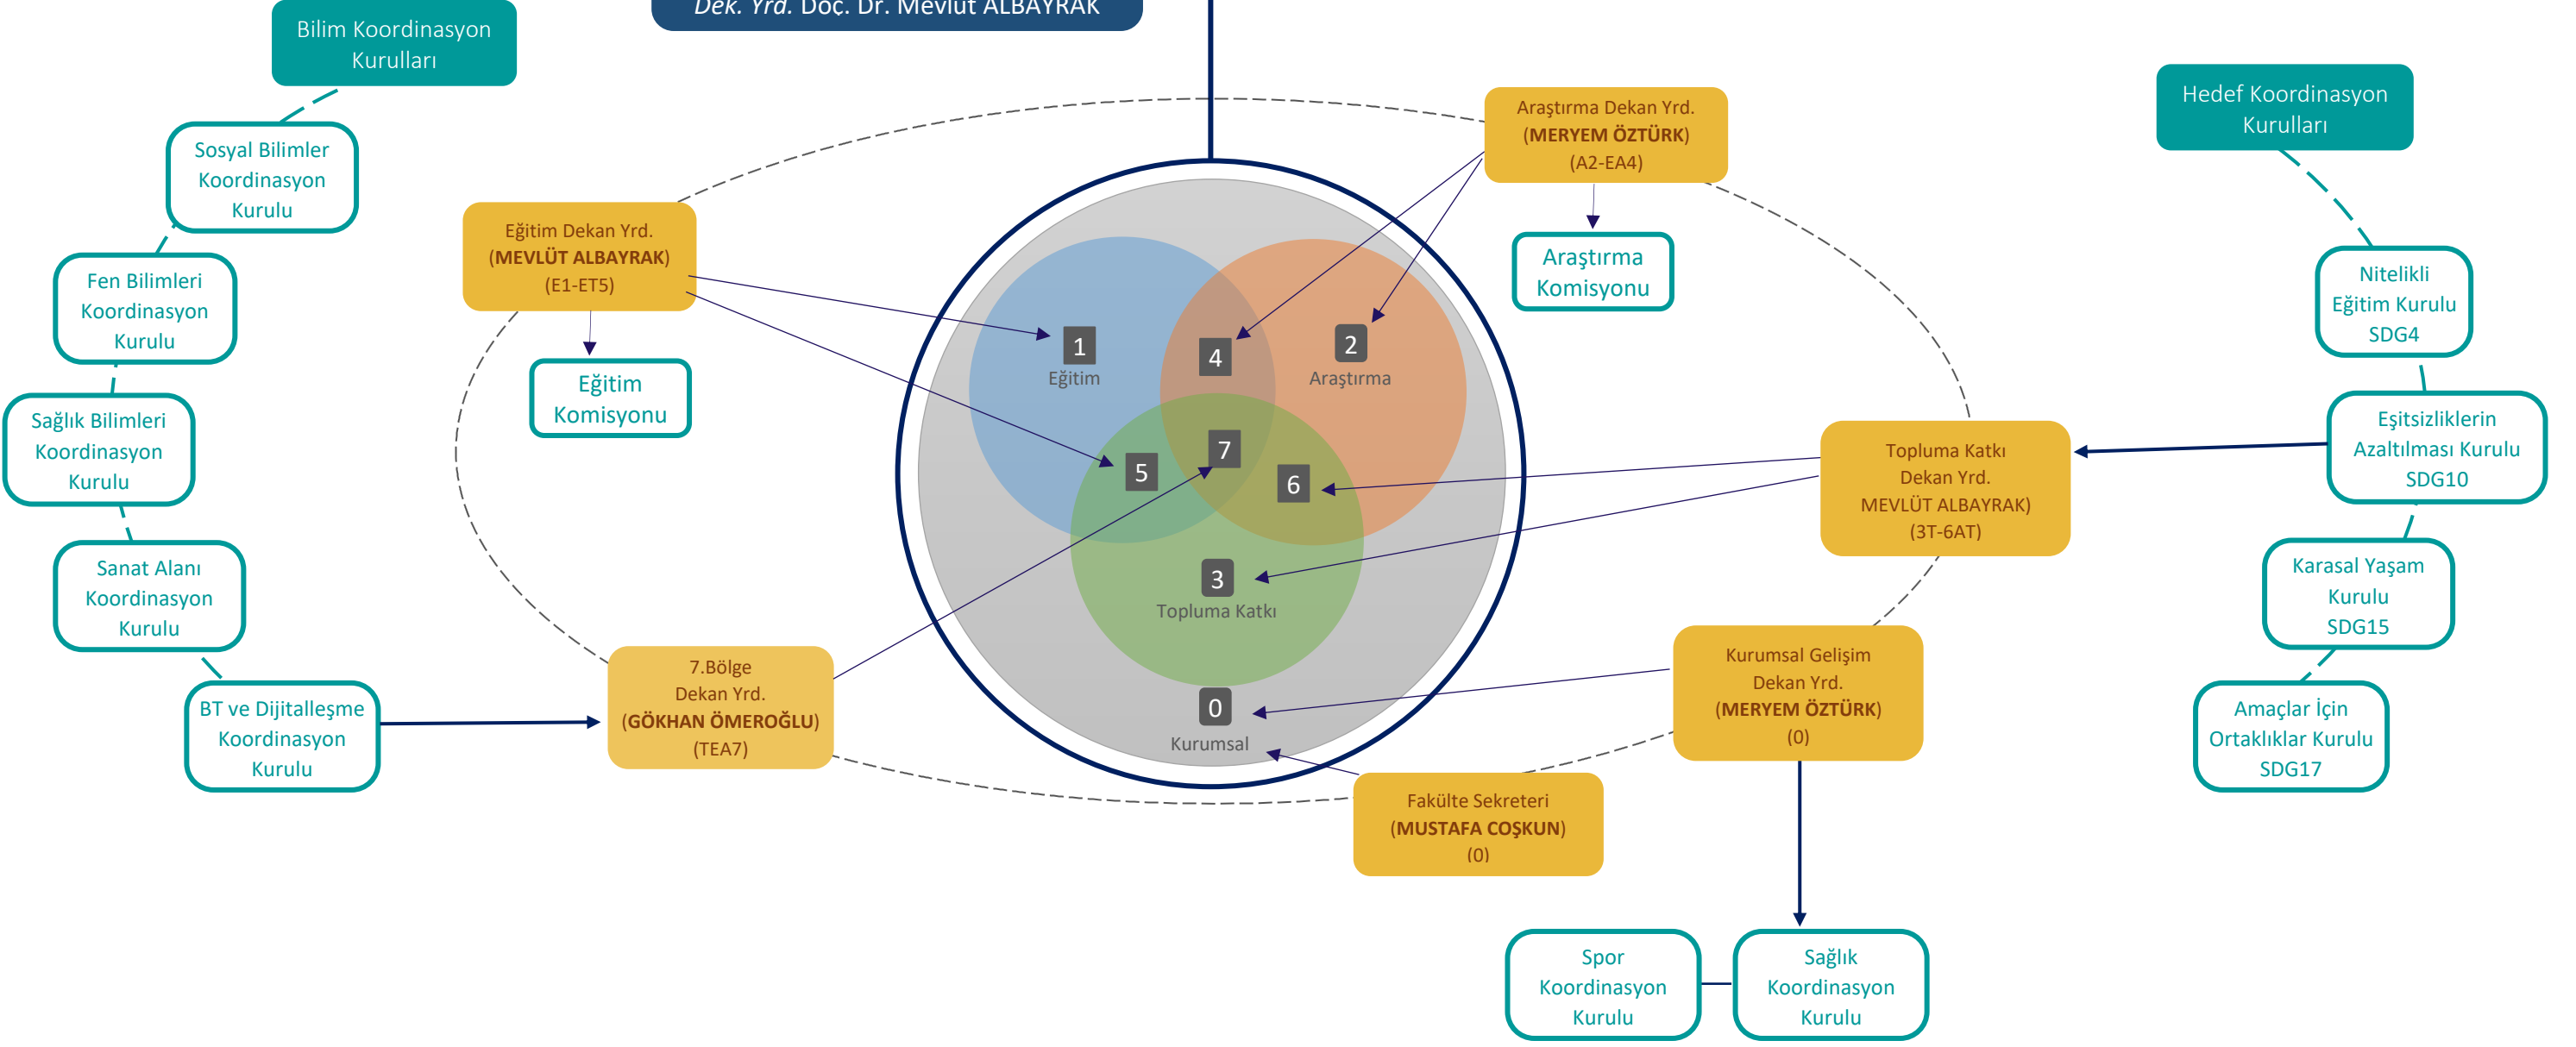 Dek. Yrd. Doç. Dr. Mevlüt ALBAYRAK
Bilim Koordinasyon
Kurulları
Sosyal Bilimler
Koordinasyon
Kurulu
Fen Bilimleri
Koordinasyon
Kurulu
Sağlık Bilimleri
Koordinasyon
Kurulu
Sanat Alanı
Koordinasyon
Kurulu
BT ve Dijitalleşme
Koordinasyon
Kurulu
Eğitim Dekan Yrd.
(MEVLÜT ALBAYRAK)
(E1-ET5)
Eğitim
Komisyonu
7.Bölge
Dekan Yrd.
(GÖKHAN ÖMEROĞLU)
(TEA7)
1
Eğitim
4
2
Araştırma
7
5
6
3
Topluma Katkı
0
Kurumsal
Araştırma Dekan Yrd.
(MERYEM ÖZTÜRK)
(A2-EA4)
Araştırma
Komisyonu
Topluma Katkı
Dekan Yrd.
MEVLÜT ALBAYRAK)
(3T-6AT)
Kurumsal Gelişim
Dekan Yrd.
(MERYEM ÖZTÜRK)
(0)
Fakülte Sekreteri
(MUSTAFA COŞKUN)
(0)
Spor
Koordinasyon
Kurulu
Sağlık
Koordinasyon
Kurulu
Hedef Koordinasyon
Kurulları
Nitelikli
Eğitim Kurulu
SDG4
Eşitsizliklerin
Azaltılması Kurulu
SDG10
Karasal Yaşam
Kurulu
SDG15
Amaçlar İçin
Ortaklıklar Kurulu
SDG17